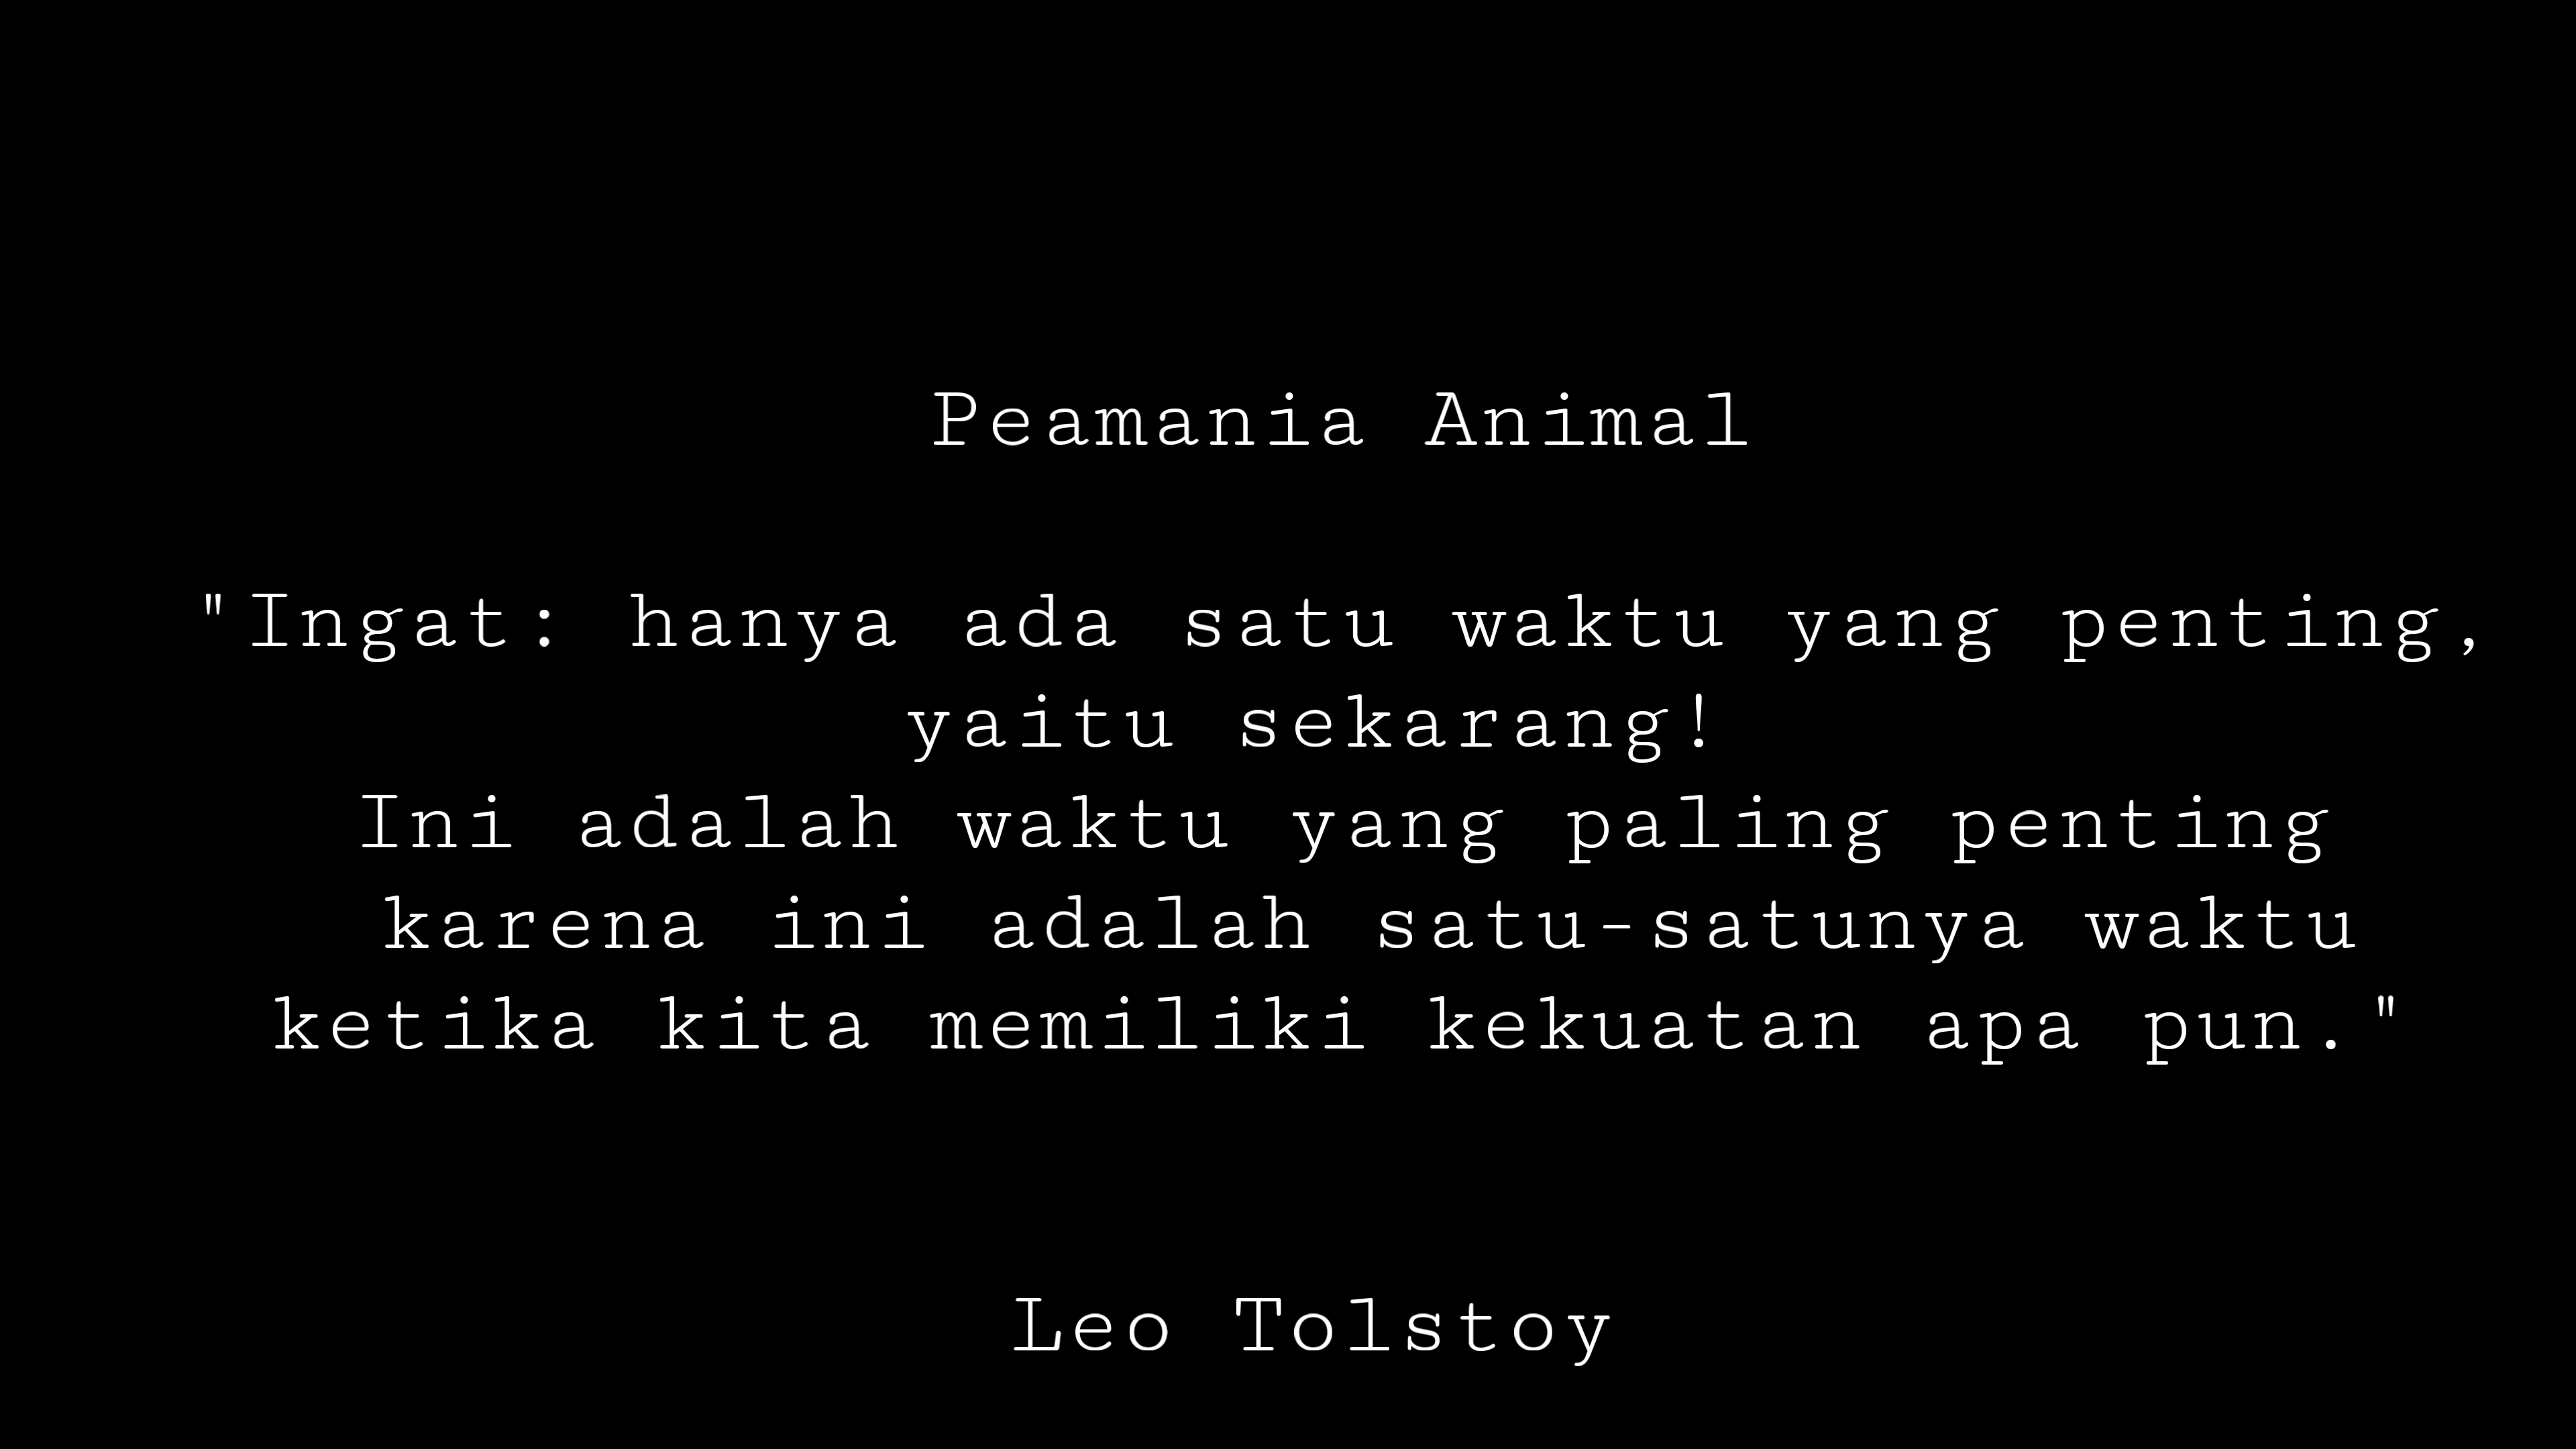 Peamania Animal
"Ingat: hanya ada satu waktu yang penting,
yaitu sekarang!
Ini adalah waktu yang paling penting
karena ini adalah satu-satunya waktu
ketika kita memiliki kekuatan apa pun."
Leo Tolstoy